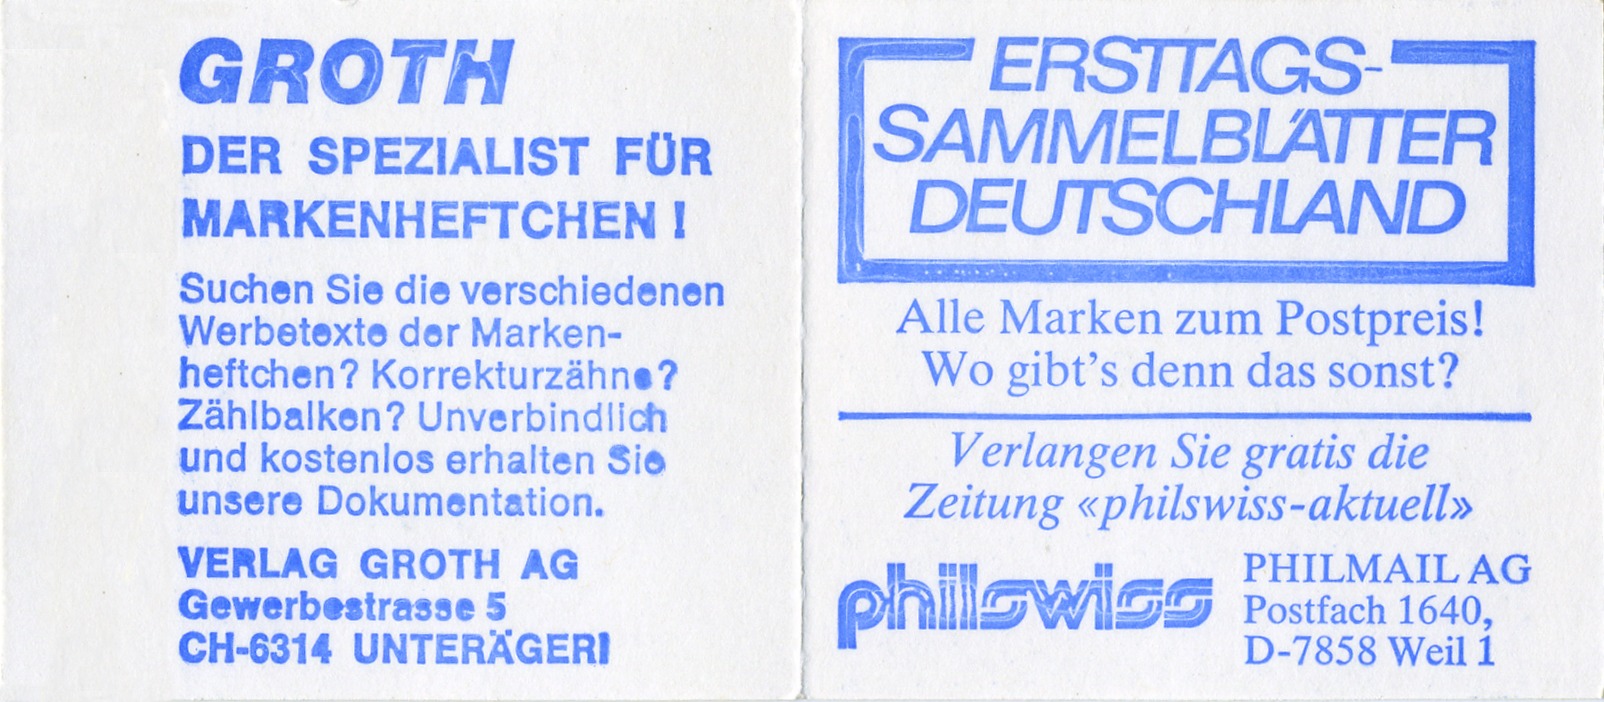 GROTH
DER SPEZIALIST FÜR
MARKENHEFTCHEN!
Suchen Sie die verschiedenen
Werbetexte der Marken-
heftchen? Korrekturzähne?
Zählbalken? Unverbindlich
und kostenlos erhalten Sie
unsere Dokumentation.
VERLAG GROTH AG
Gewerbestrasse 5
CH-6314 UNTERÄGERI
ERSTTAGS-
SAMMELBLÄTTER
DEUTSCHLAND
Alle Marken zum Postpreis!
Wo gibt’s denn das sonst?
Verlangen Sie gratis die
Zeitung «philswiss-aktuell»
philswiss
PHILMAIL AG
Postfach 1640,
D-7858 Weil 1